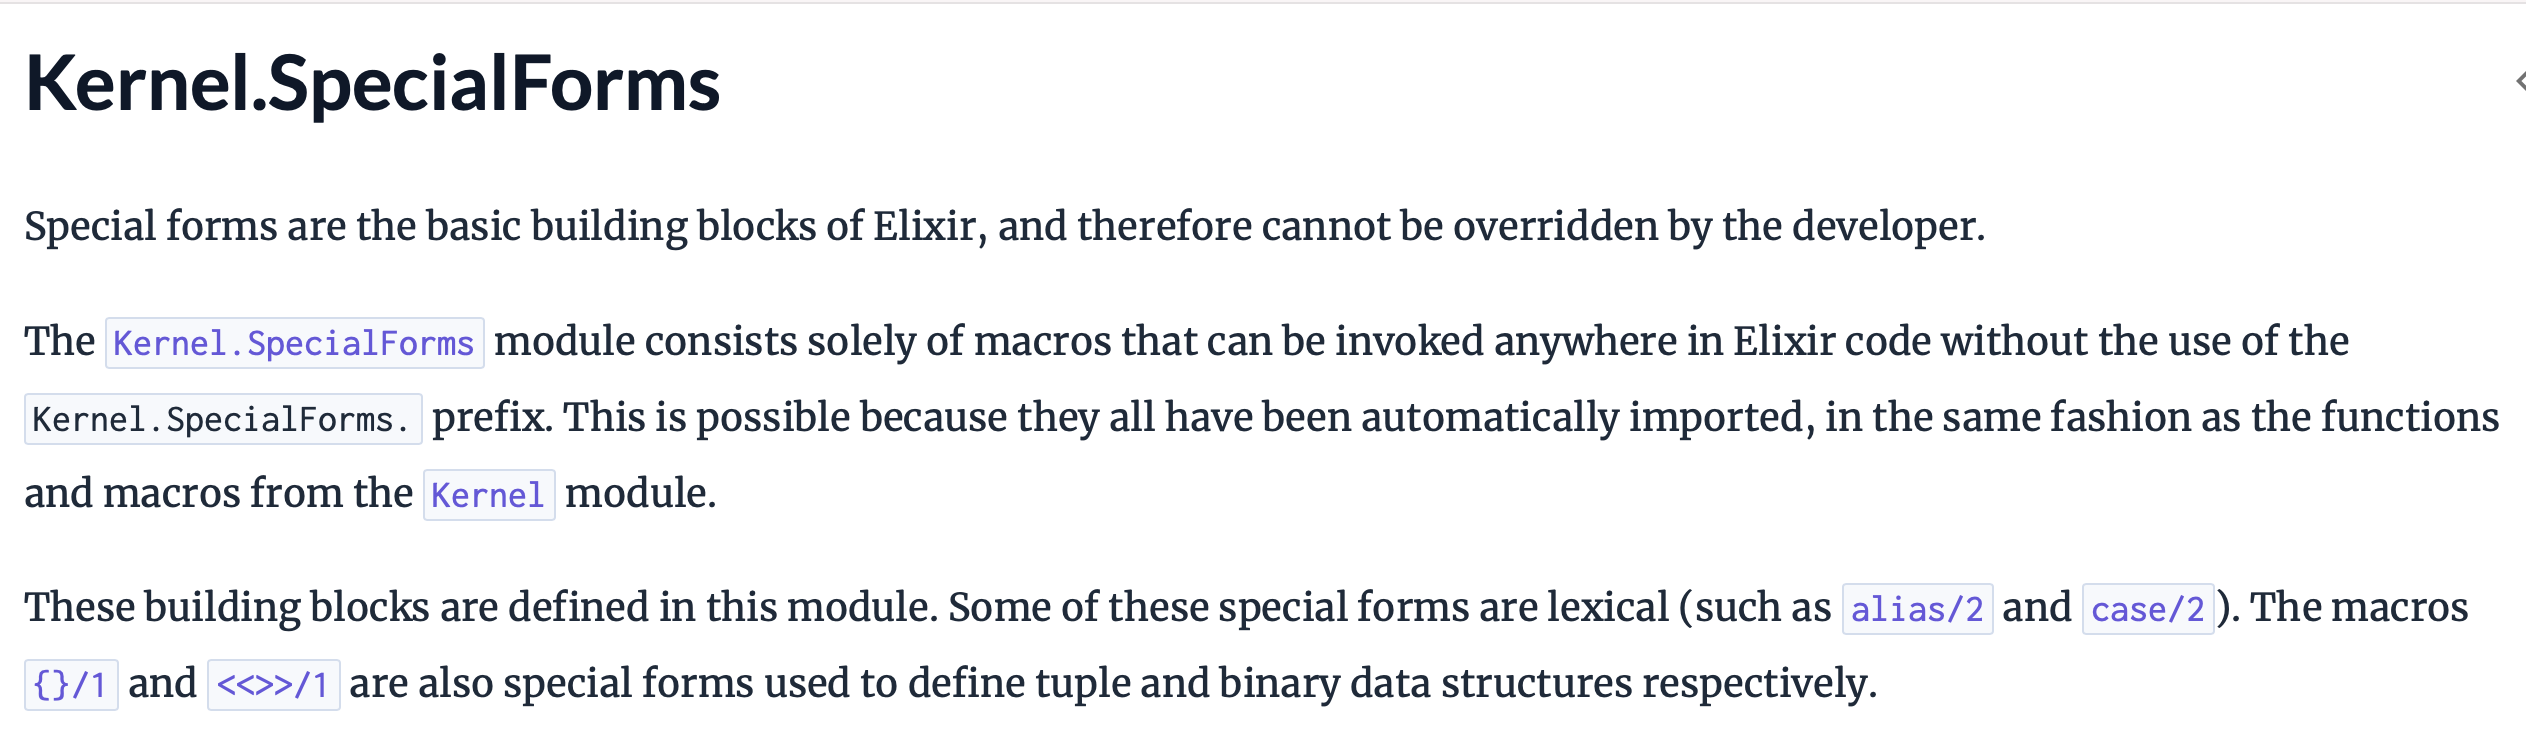 Kernel.SpecialForms
Special forms are the basic building blocks of Elixir, and therefore cannot be overridden by the developer.
The Kernel.SpecialForms module consists solely of macros that can be invoked anywhere in Elixir code without the use of the
Kernel.SpecialForms. prefix. This is possible because they all have been automatically imported, in the same fashion as the functions
and macros from the Kernel module.
These building blocks are defined in this module. Some of these special forms are lexical (such as alias/2 and case/2). The macros
{}/1 and <<>>/1 are also special forms used to define tuple and binary data structures respectively.